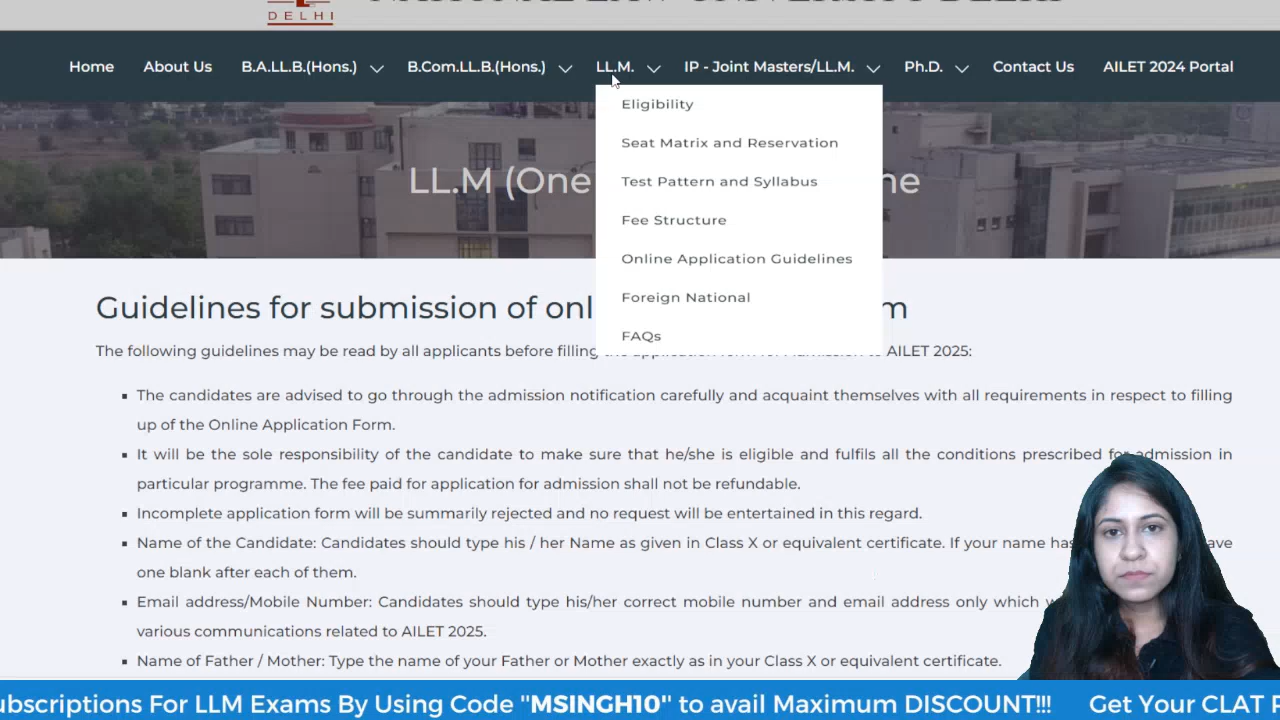 DELHI
NATIONAL LAW UNIVERSITY DELHI
Home About Us B.A.LL.B.(Hons.) B.Com.LL.B.(Hons.) LL.M. IP - Joint Masters/LL.M. Ph.D. Contact Us AILET 2024 Portal
Eligibility
Seat Matrix and Reservation
Test Pattern and Syllabus
Fee Structure
Online Application Guidelines
Foreign National
FAQs
LL.M (One
Guidelines for submission of
The following guidelines may be read by all applicants before filling AILET 2025:
▪ The candidates are advised to go through the admission notification carefully and acquaint themselves with all requirements in respect to filling
up of the Online Application Form.
▪ It will be the sole responsibility of the candidate to make sure that he/she is eligible and fulfils all the conditions prescribed for admission in
particular programme. The fee paid for application for admission shall not be refundable.
▪ Incomplete application form will be summarily rejected and no request will be entertained in this regard.
▪ Name of the Candidate: Candidates should type his / her Name as given in Class X or equivalent certificate. If your name has
one blank after each of them.
▪ Email address/Mobile Number: Candidates should type his/her correct mobile number and email address only which
various communications related to AILET 2025.
▪ Name of Father / Mother: Type the name of your Father or Mother exactly as in your Class X or equivalent certificate.
ubscriptions For LLM Exams By Using Code "MSINGH10" to avail Maximum DISCOUNT!!! Get Your CLAT